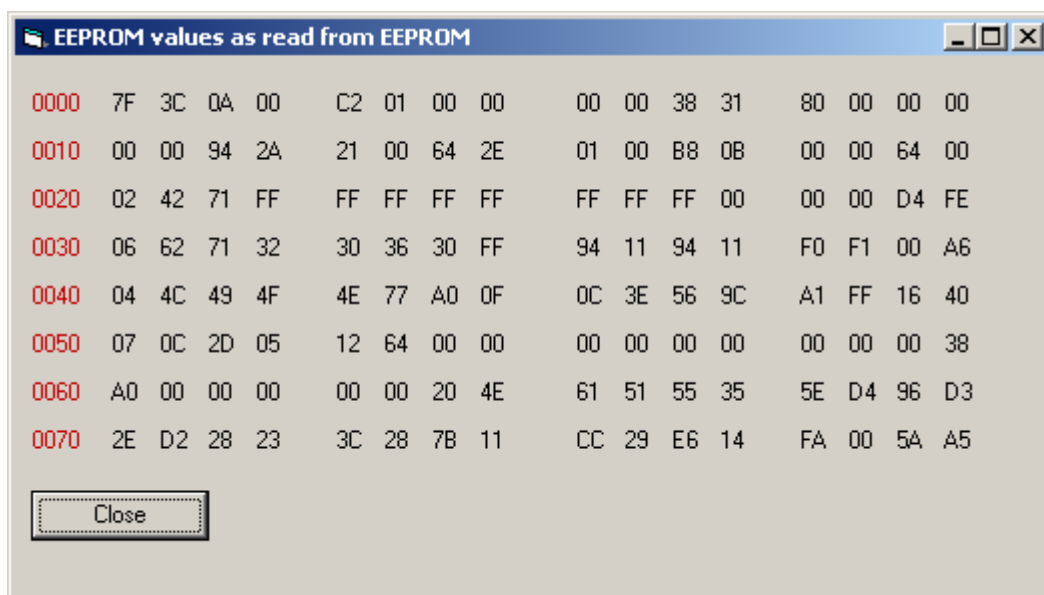 EEPROM values as read from EEPROM
0000 7F 3C 0A 00 C2 01 00 00 00 00 38 31 80 00 00 00
0010 00 00 94 2A 21 00 64 2E 01 00 B8 0B 00 00 64 00
0020 02 42 71 FF FF FF FF FF FF FF FF 00 00 00 D4 FE
0030 06 62 71 32 30 36 30 FF 94 11 94 11 F0 F1 00 A6
0040 04 4C 49 4F 4E 77 A0 0F 0C 3E 56 9C A1 FF 16 40
0050 07 0C 2D 05 12 64 00 00 00 00 00 00 00 00 00 38
0060 A0 00 00 00 00 00 20 4E 61 51 55 35 5E D4 96 D3
0070 2E D2 28 23 3C 28 7B 11 CC 29 E6 14 FA 00 5A A5
Close